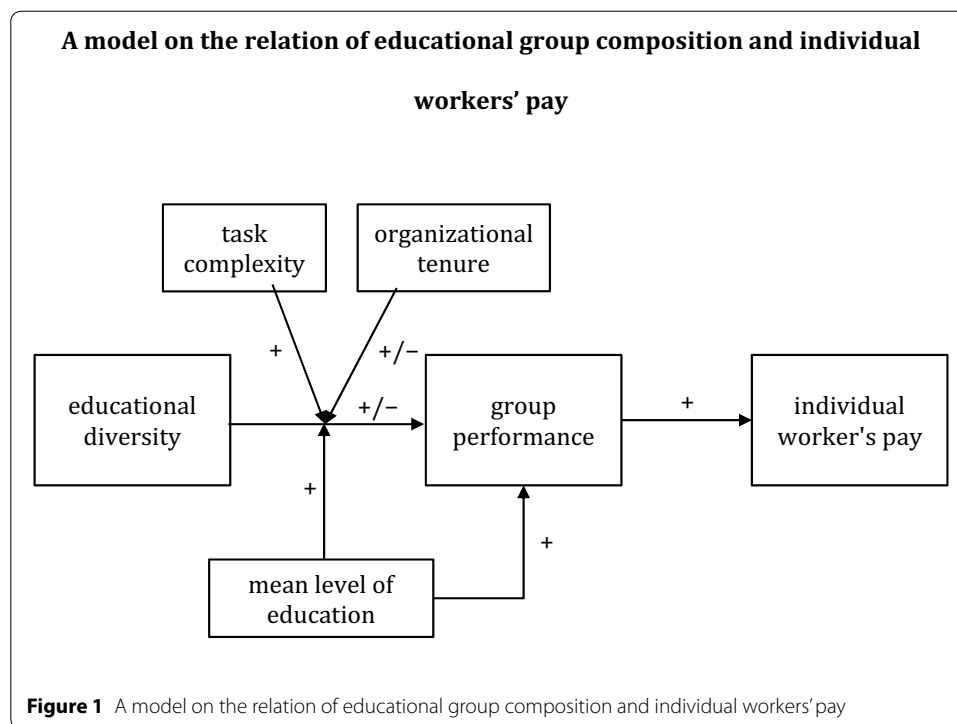 A model on the relation of educational group composition and individual
workers’ pay
task
complexity
organizational
tenure
+
+/−
educational
diversity
+/−
group
performance
+
individual
worker's pay
+
+
mean level of
education
Figure 1 A model on the relation of educational group composition and individual workers’ pay